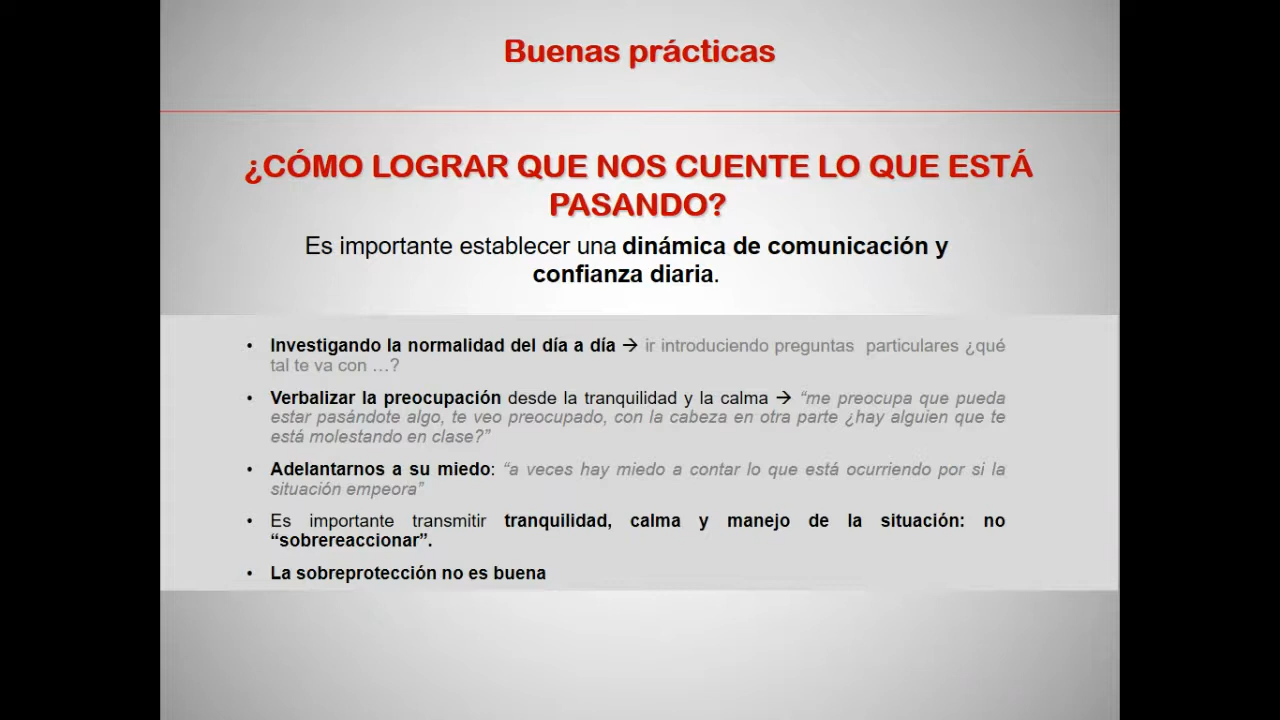 Buenas prácticas
¿CÓMO LOGRAR QUE NOS CUENTE LO QUE ESTÁ
PASANDO?
Es importante establecer una dinámica de comunicación y
confianza diaria.
• Investigando la normalidad del día a día → ir introduciendo preguntas particulares ¿qué
tal te va con …?
• Verbalizar la preocupación desde la tranquilidad y la calma → “me preocupa que pueda
estar pasándote algo, te veo preocupado, con la cabeza en otra parte ¿hay alguien que te
está molestando en clase?”
• Adelantarnos a su miedo: “a veces hay miedo a contar lo que está ocurriendo por si la
situación empeora”
• Es importante transmitir tranquilidad, calma y manejo de la situación: no
“sobrereaccionar”.
• La sobreprotección no es buena